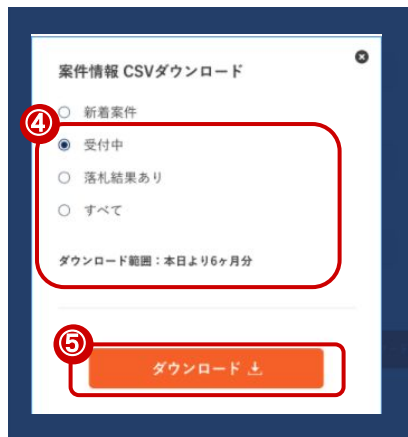 案件情報 CSVダウンロード
④
新着案件
受付中
落札結果あり
すべて
ダウンロード範囲：本日より6ヶ月分
⑤
ダウンロード